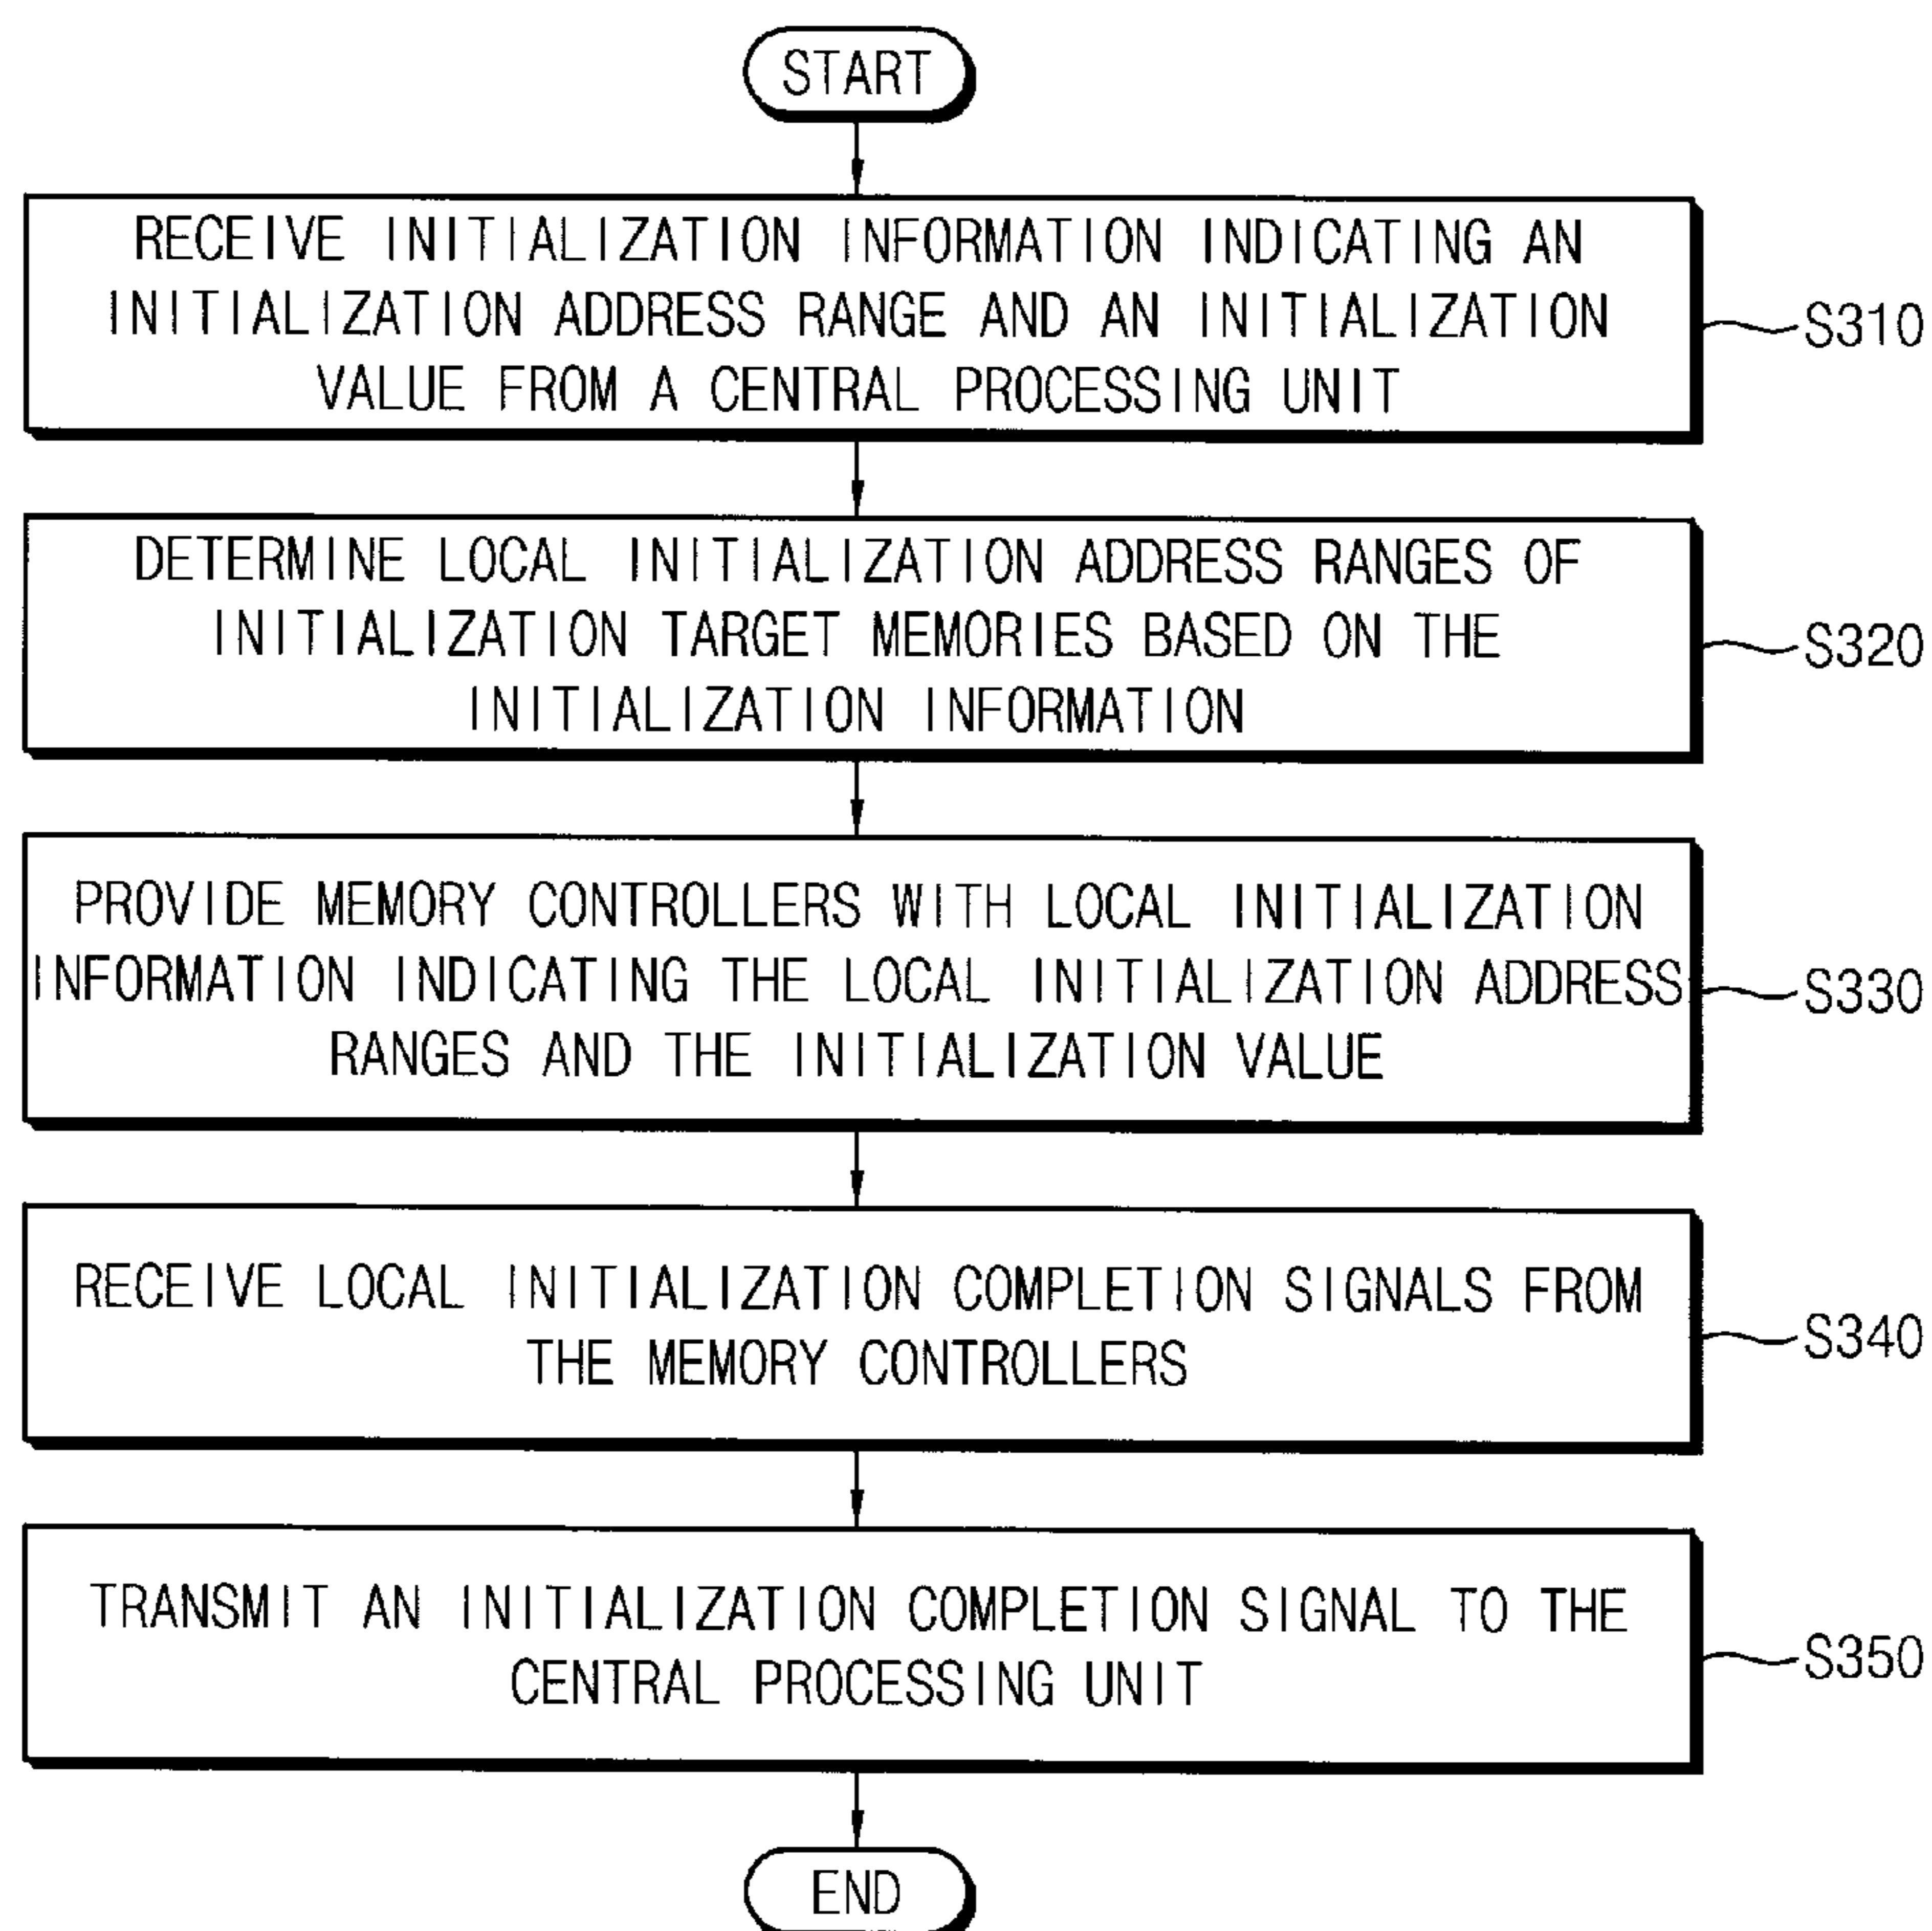 START
RECEIVE INITIALIZATION INFORMATION INDICATING AN
INITIALIZATION ADDRESS RANGE AND AN INITIALIZATION
VALUE FROM A CENTRAL PROCESSING UNIT
S310
DETERMINE LOCAL INITIALIZATION ADDRESS RANGES OF
INITIALIZATION TARGET MEMORIES BASED ON THE
INITIALIZATION INFORMATION
S320
PROVIDE MEMORY CONTROLLERS WITH LOCAL INITIALIZATION
INFORMATION INDICATING THE LOCAL INITIALIZATION ADDRESS
RANGES AND THE INITIALIZATION VALUE
S330
RECEIVE LOCAL INITIALIZATION COMPLETION SIGNALS FROM
THE MEMORY CONTROLLERS
S340
TRANSMIT AN INITIALIZATION COMPLETION SIGNAL TO THE
CENTRAL PROCESSING UNIT
S350
END